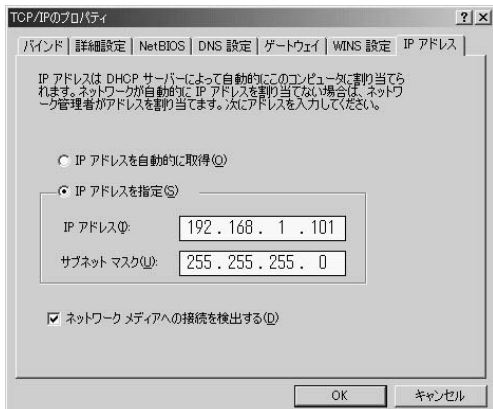 TCP/IPのプロパティ
バインド 詳細設定 NetBIOS DNS 設定 ゲートウェイ WINS 設定 IP アドレス
IP アドレスは DHCP サーバーによって自動的にこのコンピュータに割り当てら
れます。ネットワークが自動的に IP アドレスを割り当てない場合は、ネットワ
ーク管理者がアドレスを割り当てます。次にアドレスを入力してください。
IP アドレスを自動的に取得(O)
IP アドレスを指定(S)
IP アドレス(I): 192 . 168 . 1 . 101
サブネット マスク(U): 255 . 255 . 255 . 0
ネットワーク メディアへの接続を検出する(D)
OK キャンセル